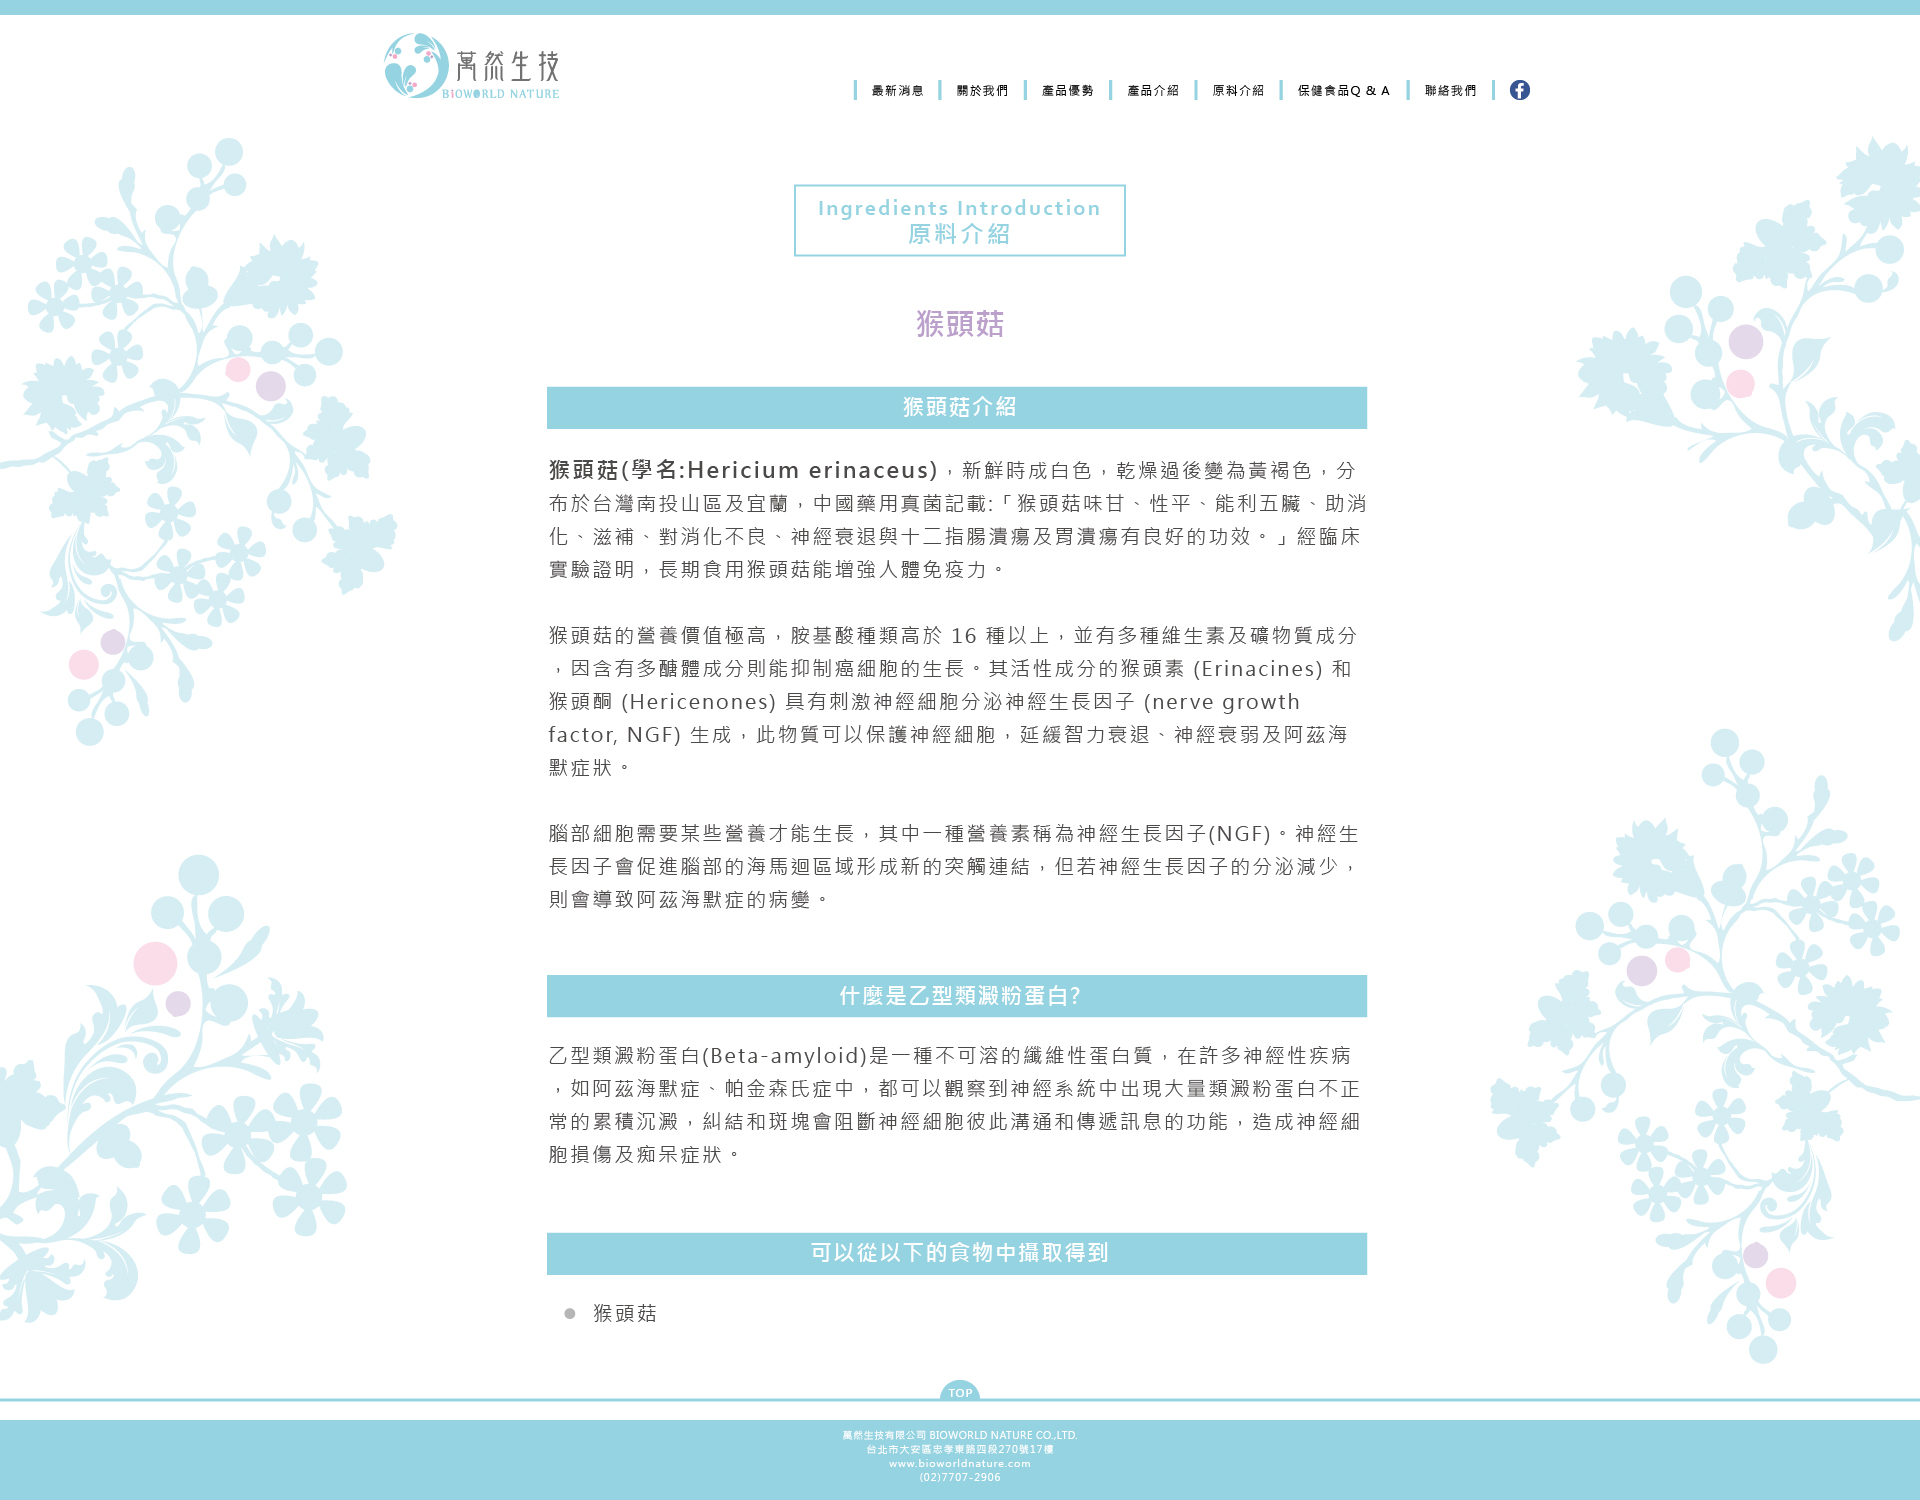 萬然生技
BIOWORLD NATURE
最新消息
關於我們
產品優勢
產品介紹
原料介紹
保健食品Q & A
聯絡我們
Ingredients Introduction
原料介紹
猴頭菇
猴頭菇介紹
猴頭菇(學名:Hericium erinaceus)，新鮮時成白色，乾燥過後變為黃褐色，分
布於台灣南投山區及宜蘭，中國藥用真菌記載:「猴頭菇味甘、性平、能利五臟、助消
化、滋補、對消化不良、神經衰退與十二指腸潰瘍及胃潰瘍有良好的功效。」經臨床
實驗證明，長期食用猴頭菇能增強人體免疫力。
猴頭菇的營養價值極高，胺基酸種類高於 16 種以上，並有多種維生素及礦物質成分
，因含有多醣體成分則能抑制癌細胞的生長。其活性成分的猴頭素 (Erinacines) 和
猴頭酮 (Hericenones) 具有刺激神經細胞分泌神經生長因子 (nerve growth
factor, NGF) 生成，此物質可以保護神經細胞，延緩智力衰退、神經衰弱及阿茲海
默症狀。
腦部細胞需要某些營養才能生長，其中一種營養素稱為神經生長因子(NGF)。神經生
長因子會促進腦部的海馬迴區域形成新的突觸連結，但若神經生長因子的分泌減少，
則會導致阿茲海默症的病變。
什麼是乙型類澱粉蛋白?
乙型類澱粉蛋白(Beta-amyloid)是一種不可溶的纖維性蛋白質，在許多神經性疾病
，如阿茲海默症、帕金森氏症中，都可以觀察到神經系統中出現大量類澱粉蛋白不正
常的累積沉澱，糾結和斑塊會阻斷神經細胞彼此溝通和傳遞訊息的功能，造成神經細
胞損傷及痴呆症狀。
可以從以下的食物中攝取得到
● 猴頭菇
TOP
萬然生技有限公司 BIOWORLD NATURE CO.,LTD.
台北市大安區忠孝東路四段270號17樓
www.bioworldnature.com
(02)7707-2906